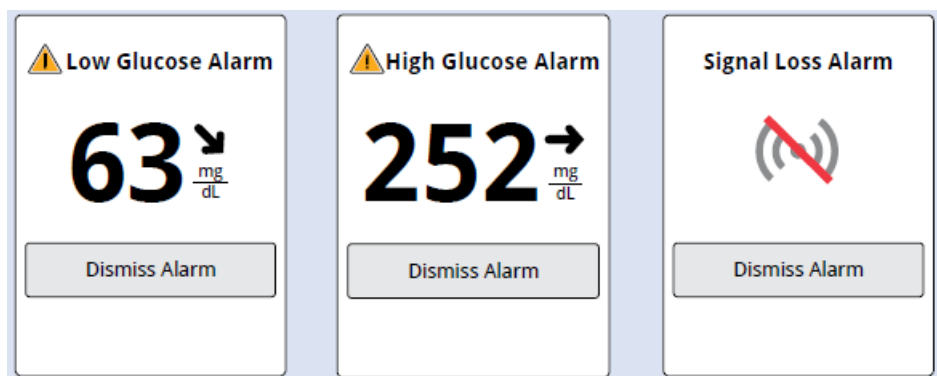 Low Glucose Alarm
63 mg/dL
Dismiss Alarm
High Glucose Alarm
252 mg/dL
Dismiss Alarm
Signal Loss Alarm
Dismiss Alarm